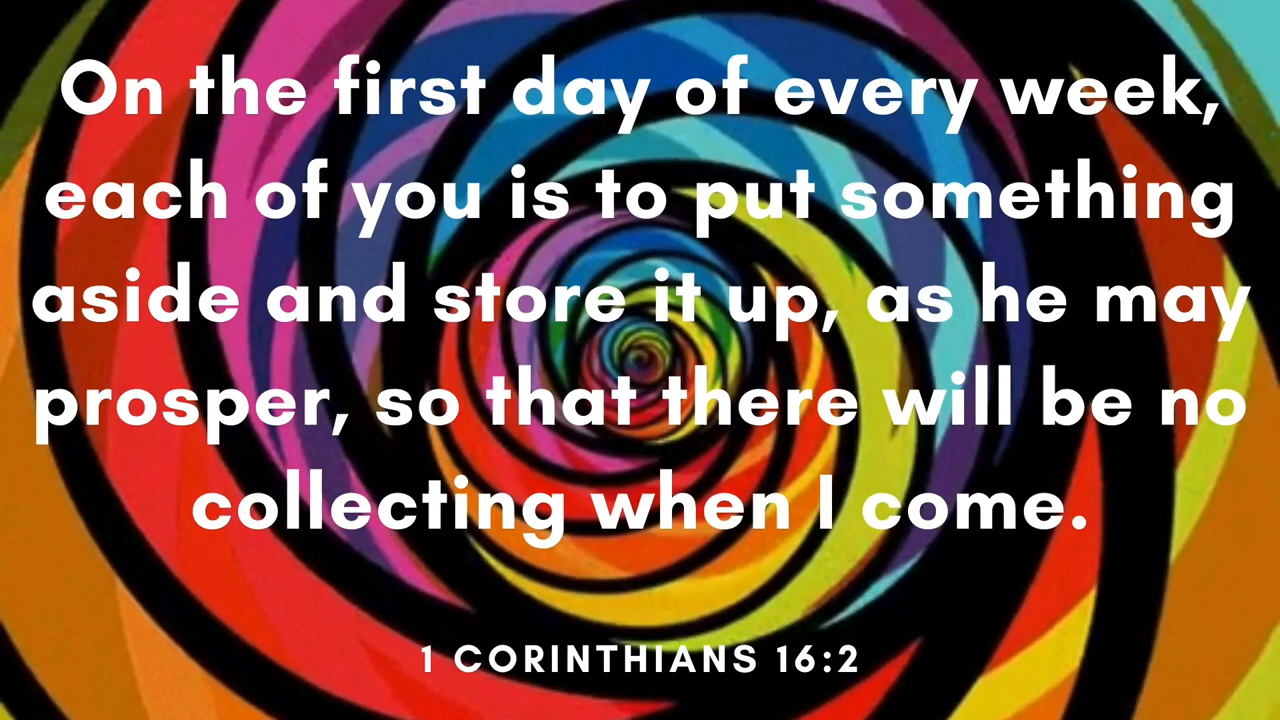 On the first day of every week,
each of you is to put something
aside and store it up, as he may
prosper, so that there will be no
collecting when I come.
1 CORINTHIANS 16:2